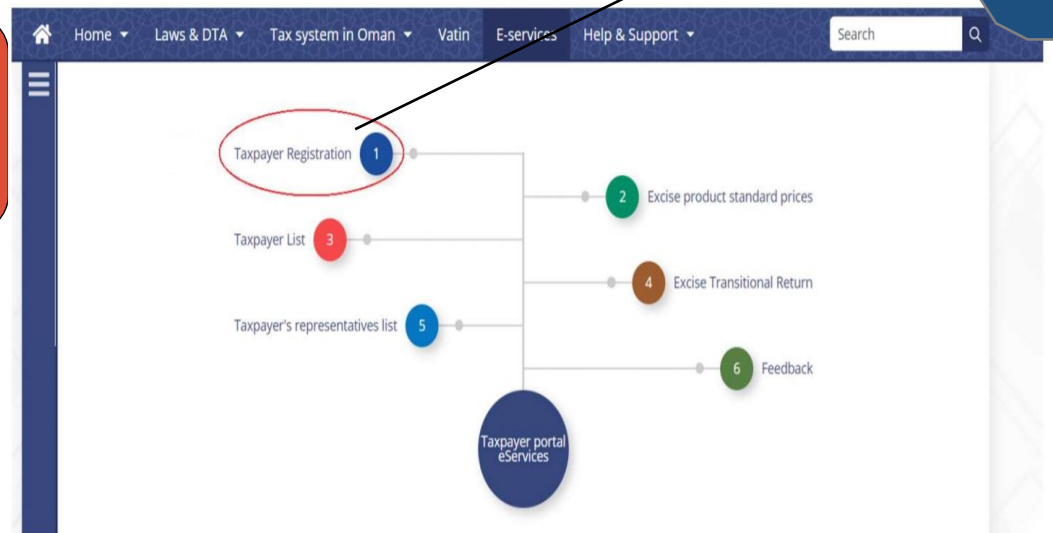 Home Laws & DTA Tax system in Oman Vatin E-services Help & Support Search
Taxpayer Registration 1
2 Excise product standard prices
Taxpayer List 3
4 Excise Transitional Return
Taxpayer's representatives list 5
6 Feedback
Taxpayer portal
eServices